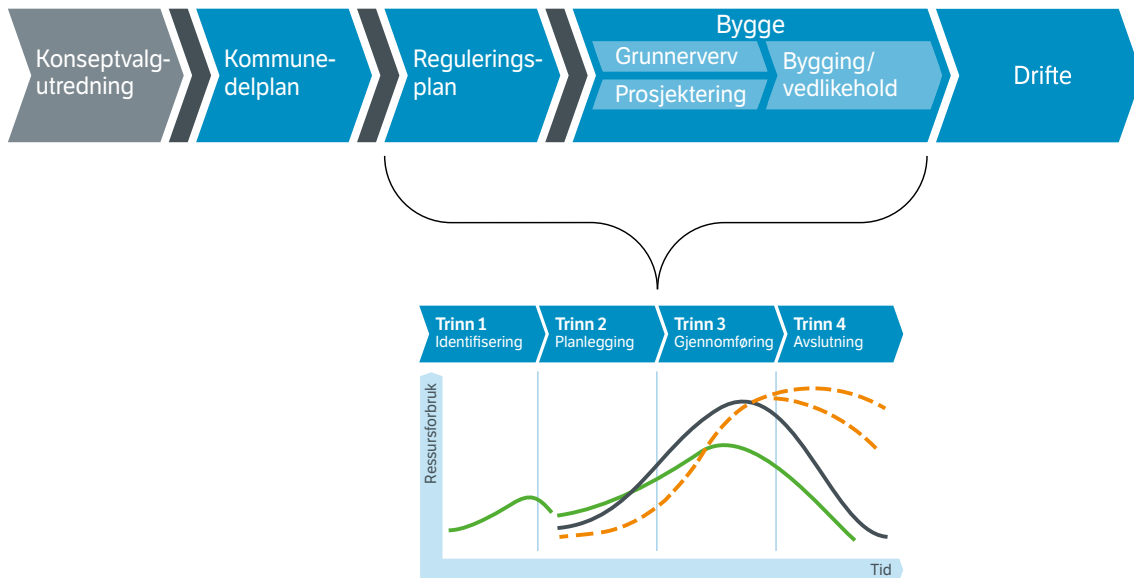 Konseptvalg-
utredning
Kommune-
delplan
Regulerings-
plan
Bygge
Grunnerverv
Prosjektering
Bygging/
vedlikehold
Drifte
Trinn 1
Identifisering
Trinn 2
Planlegging
Trinn 3
Gjennomføring
Trinn 4
Avslutning
Ressursforbruk
Tid